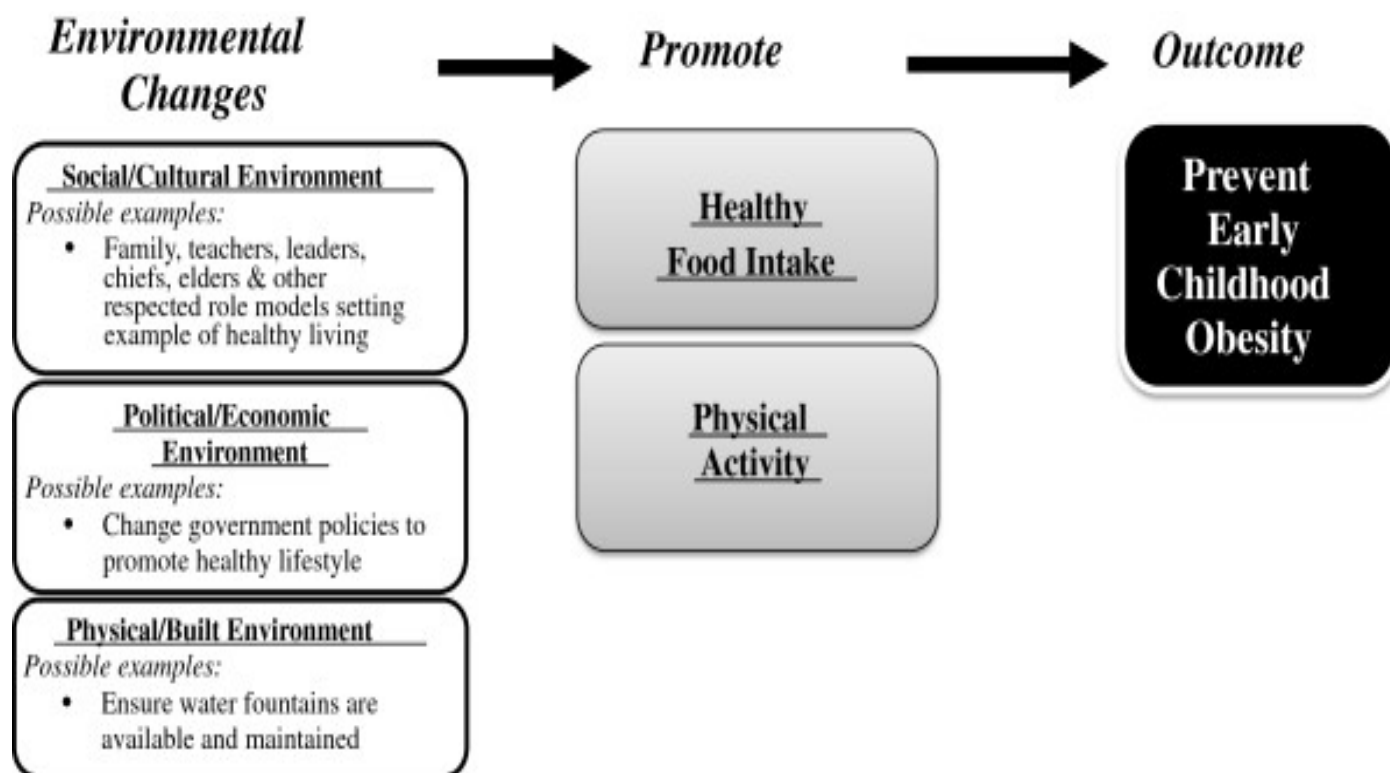 Environmental
Changes
Social/Cultural Environment
Possible examples:
• Family, teachers, leaders,
chiefs, elders & other
respected role models setting
example of healthy living
Political/Economic
Environment
Possible examples:
• Change government policies to
promote healthy lifestyle
Physical/Built Environment
Possible examples:
• Ensure water fountains are
available and maintained
Promote
Healthy
Food Intake
Physical
Activity
Outcome
Prevent
Early
Childhood
Obesity